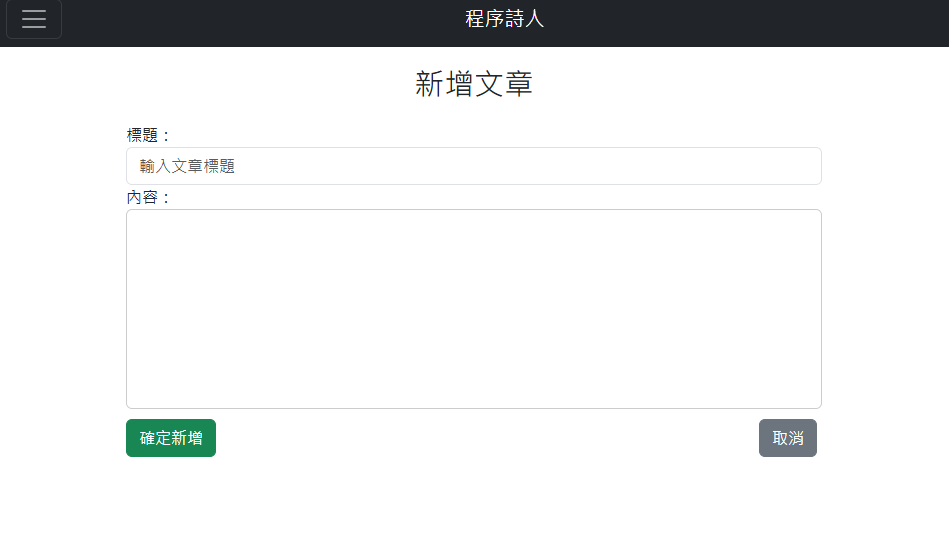 程序詩人
新增文章
標題：
輸入文章標題
內容：
確定新增
取消